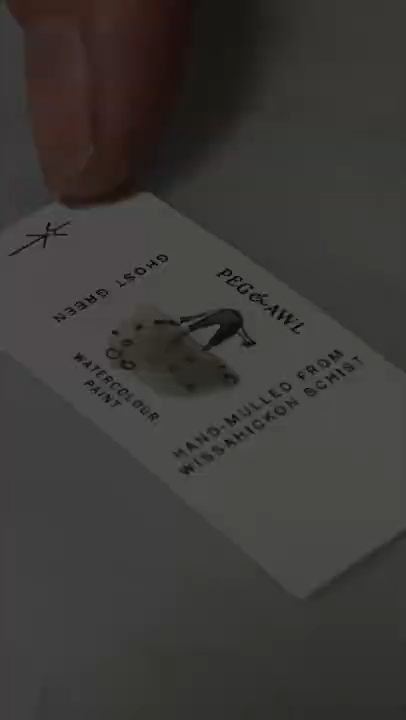 GHOST GREEN
PEG & AWL
WATERCOLOUR
PAINT
HAND-MULLED FROM
WISSAHICKON SCHIST